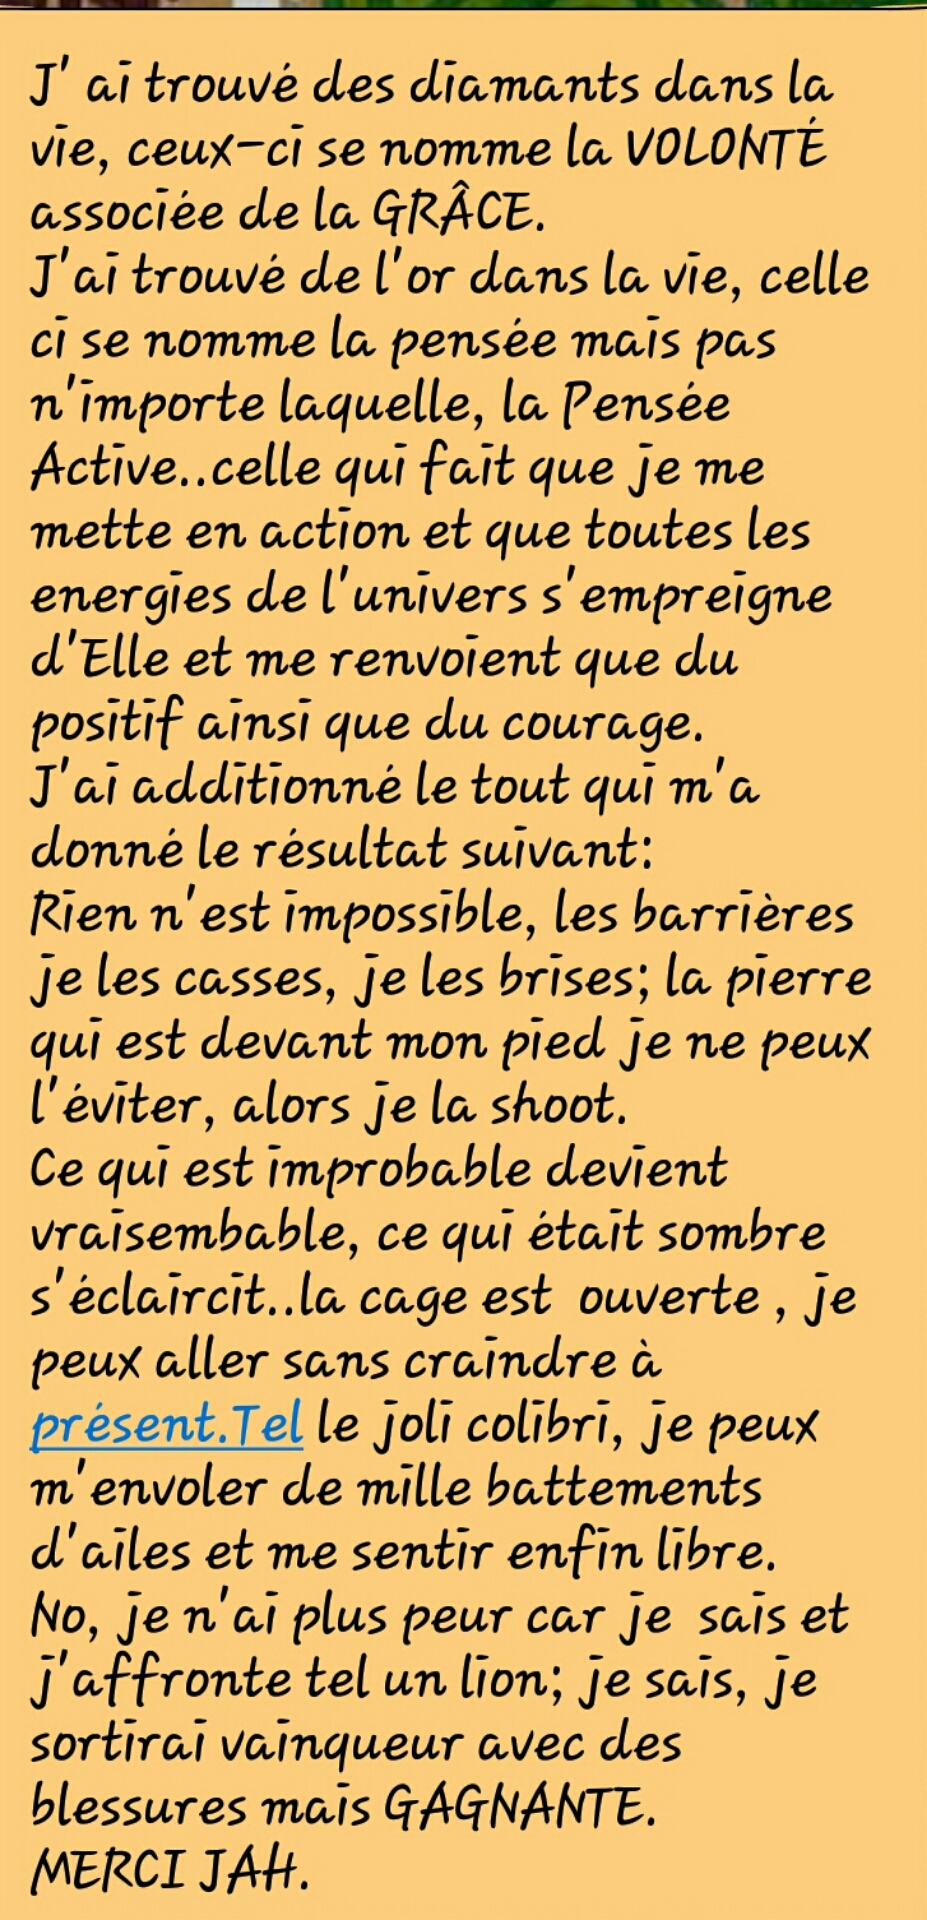 J' ai trouvé des diamants dans la
vie, ceux-ci se nomme la VOLONTÉ
associée de la GRÂCE.
J'ai trouvé de l'or dans la vie, celle
ci se nomme la pensée mais pas
n'importe laquelle, la Pensée
Active..celle qui fait que je me
mette en action et que toutes les
energies de l'univers s'empreigne
d'Elle et me renvoient que du
positif ainsi que du courage.
J'ai additionné le tout qui m'a
donné le résultat suivant:
Rien n'est impossible, les barrières
je les casses, je les brises; la pierre
qui est devant mon pied je ne peux
l'éviter, alors je la shoot.
Ce qui est improbable devient
vraisembable, ce qui était sombre
s'éclaircit..la cage est  ouverte , je
peux aller sans craindre à
présent.Tel le joli colibri, je peux
m'envoler de mille battements
d'ailes et me sentir enfin libre.
No, je n'ai plus peur car je  sais et
j'affronte tel un lion; je sais, je
sortirai vainqueur avec des
blessures mais GAGNANTE.
MERCI JAH.